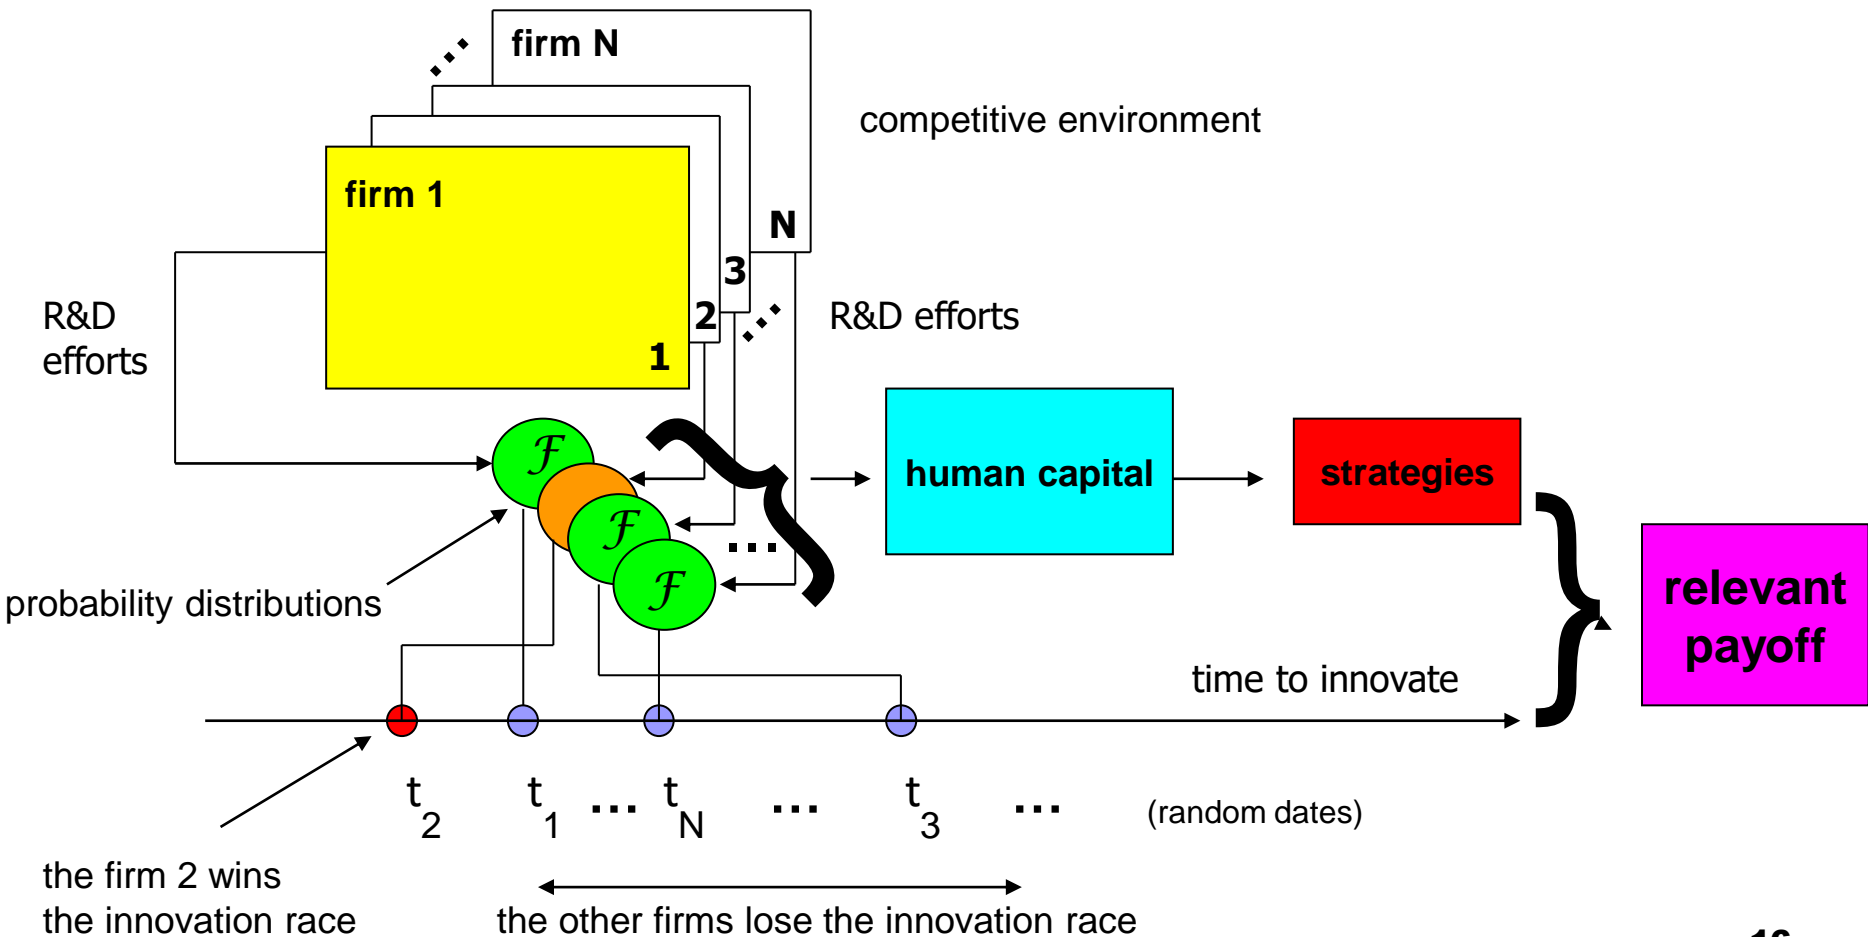 firm N
competitive environment
firm 1
N
3
2
1
R&D
efforts
R&D efforts
ℱ
ℱ
ℱ
...
human capital
strategies
relevant
payoff
probability distributions
time to innovate
t2 t1 ... tN ... t3 ... (random dates)
the firm 2 wins
the innovation race
the other firms lose the innovation race